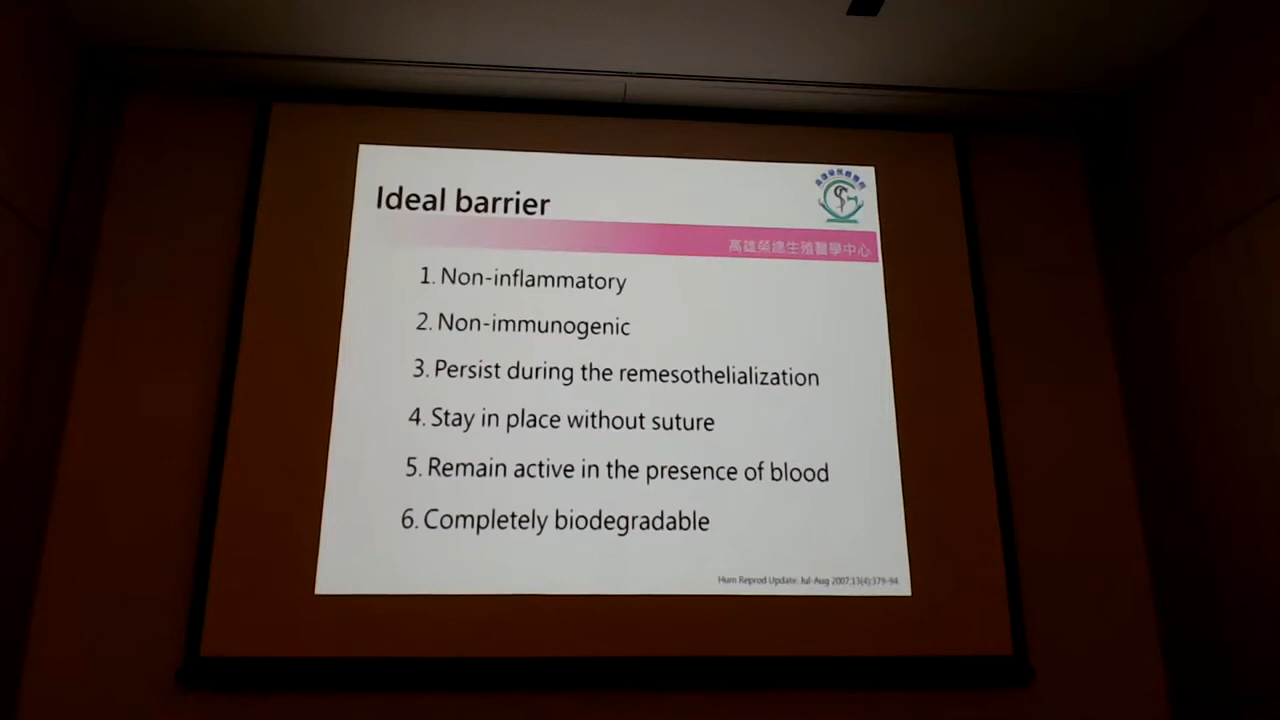 Ideal barrier
高雄榮總生殖醫學中心
1. Non-inflammatory
2. Non-immunogenic
3. Persist during the remesothelialization
4. Stay in place without suture
5. Remain active in the presence of blood
6. Completely biodegradable
Hum Reprod Update. Jul-Aug 2007;13(4):379-94.